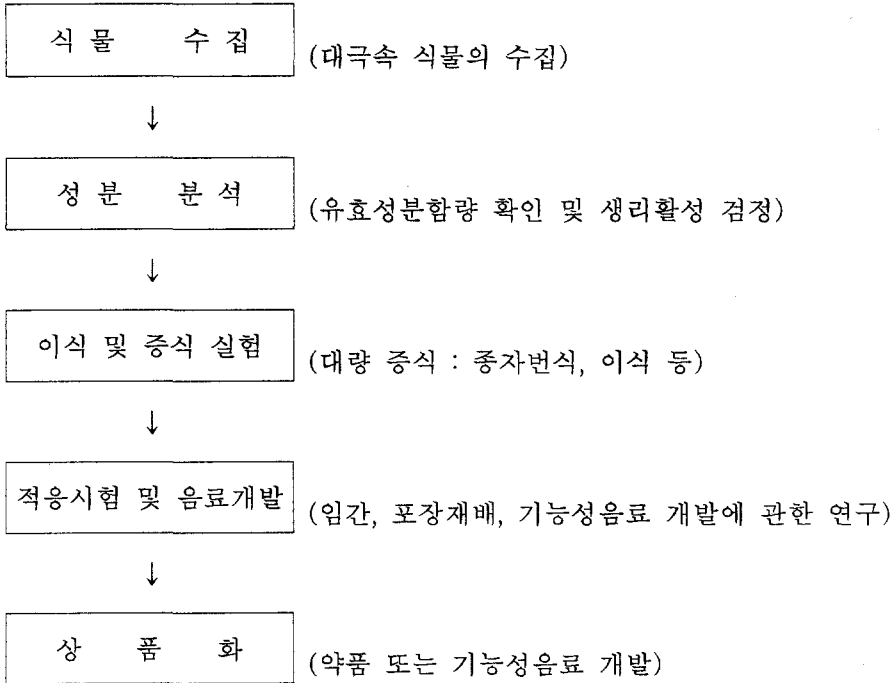 식 물 수 집 (대극속 식물의 수집)
↓
성 분 분 석 (유효성분함량 확인 및 생리활성 검정)
↓
이식 및 증식 실험 (대량 증식 : 종자번식, 이식 등)
↓
적응시험 및 음료개발 (임간, 포장재배, 기능성음료 개발에 관한 연구)
↓
상 품 화 (약품 또는 기능성음료 개발)